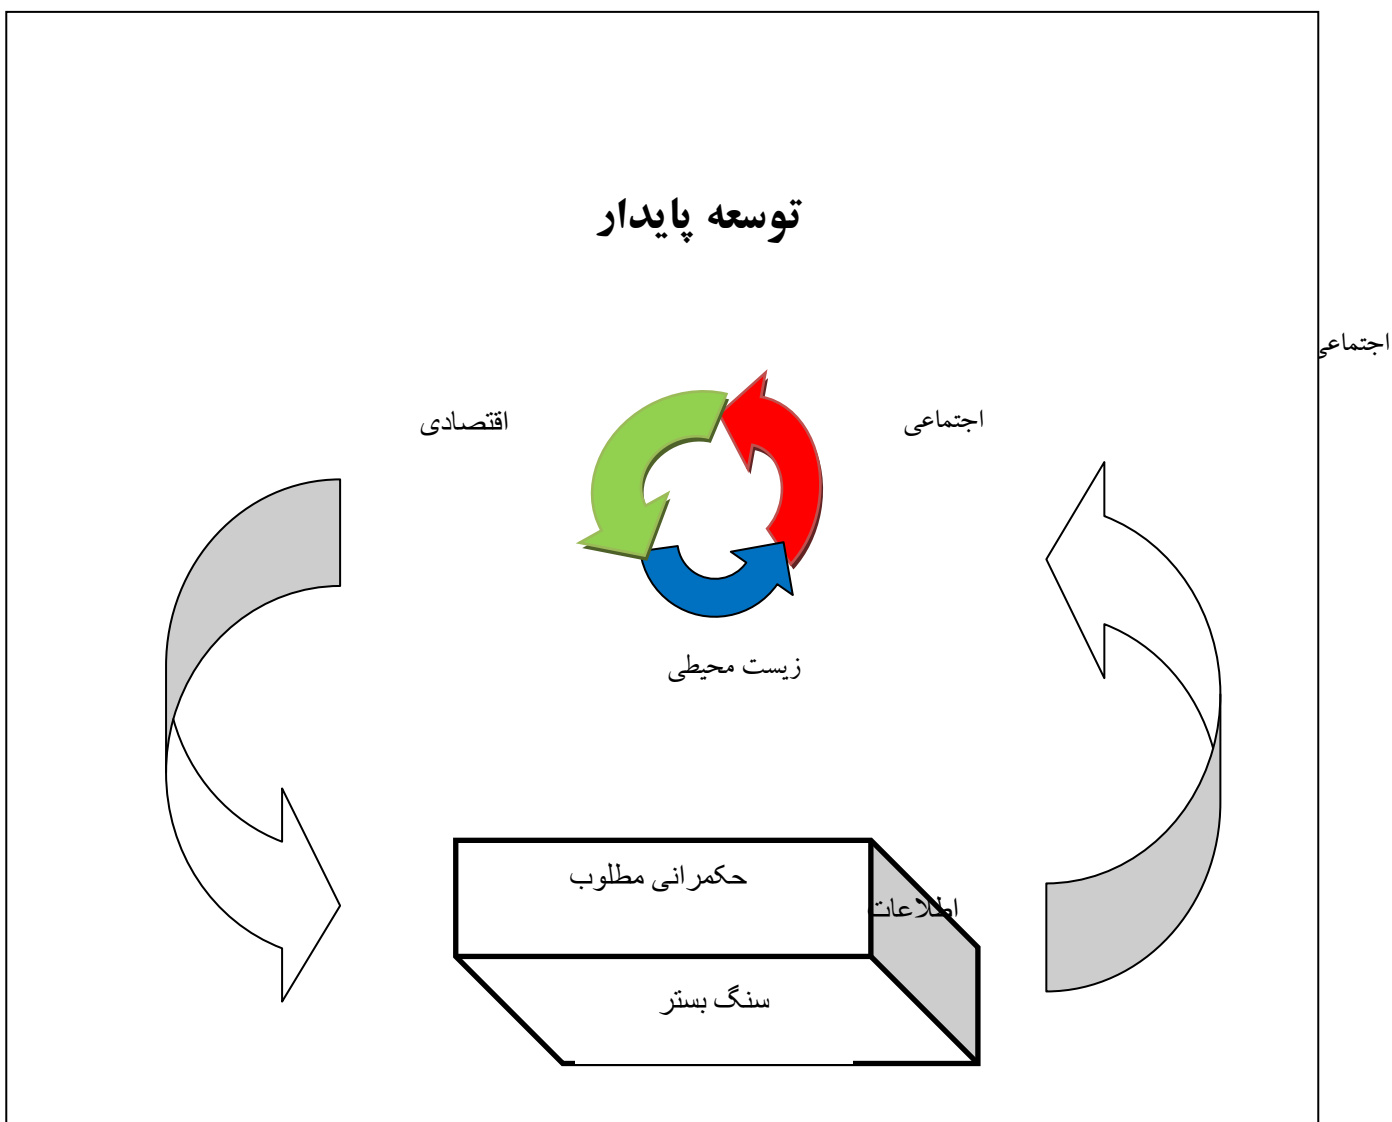 توسعه پایدار
اجتماعی
اجتماعی
اقتصادی
زیست محیطی
حکمرانی مطلوب
اطلاعات
سنگ بستر